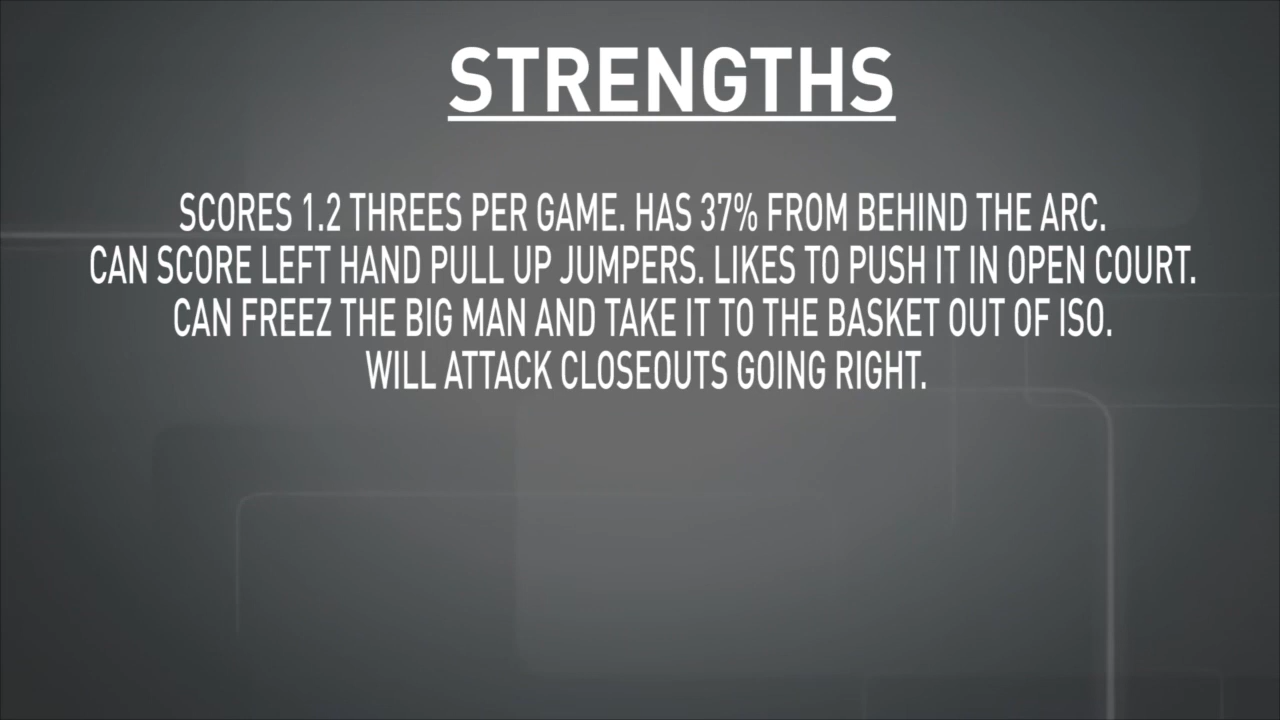 STRENGTHS
SCORES 1.2 THREES PER GAME. HAS 37% FROM BEHIND THE ARC.
CAN SCORE LEFT HAND PULL UP JUMPERS. LIKES TO PUSH IT IN OPEN COURT.
CAN FREEZ THE BIG MAN AND TAKE IT TO THE BASKET OUT OF ISO.
WILL ATTACK CLOSEOUTS GOING RIGHT.